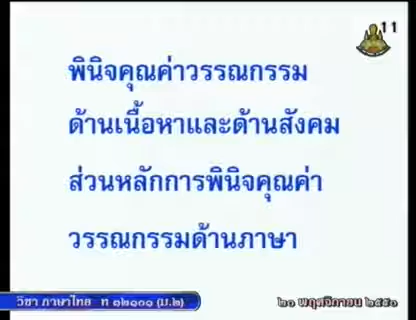 11
พินิจคุณค่าวรรณกรรม
ด้านเนื้อหาและด้านสังคม
ส่วนหลักการพินิจคุณค่า
วรรณกรรมด้านภาษา
วิชา ภาษาไทย ท ๓๒๑๐๑ (ม.๒)
๒๐ พฤศจิกายน ๒๕๕๐